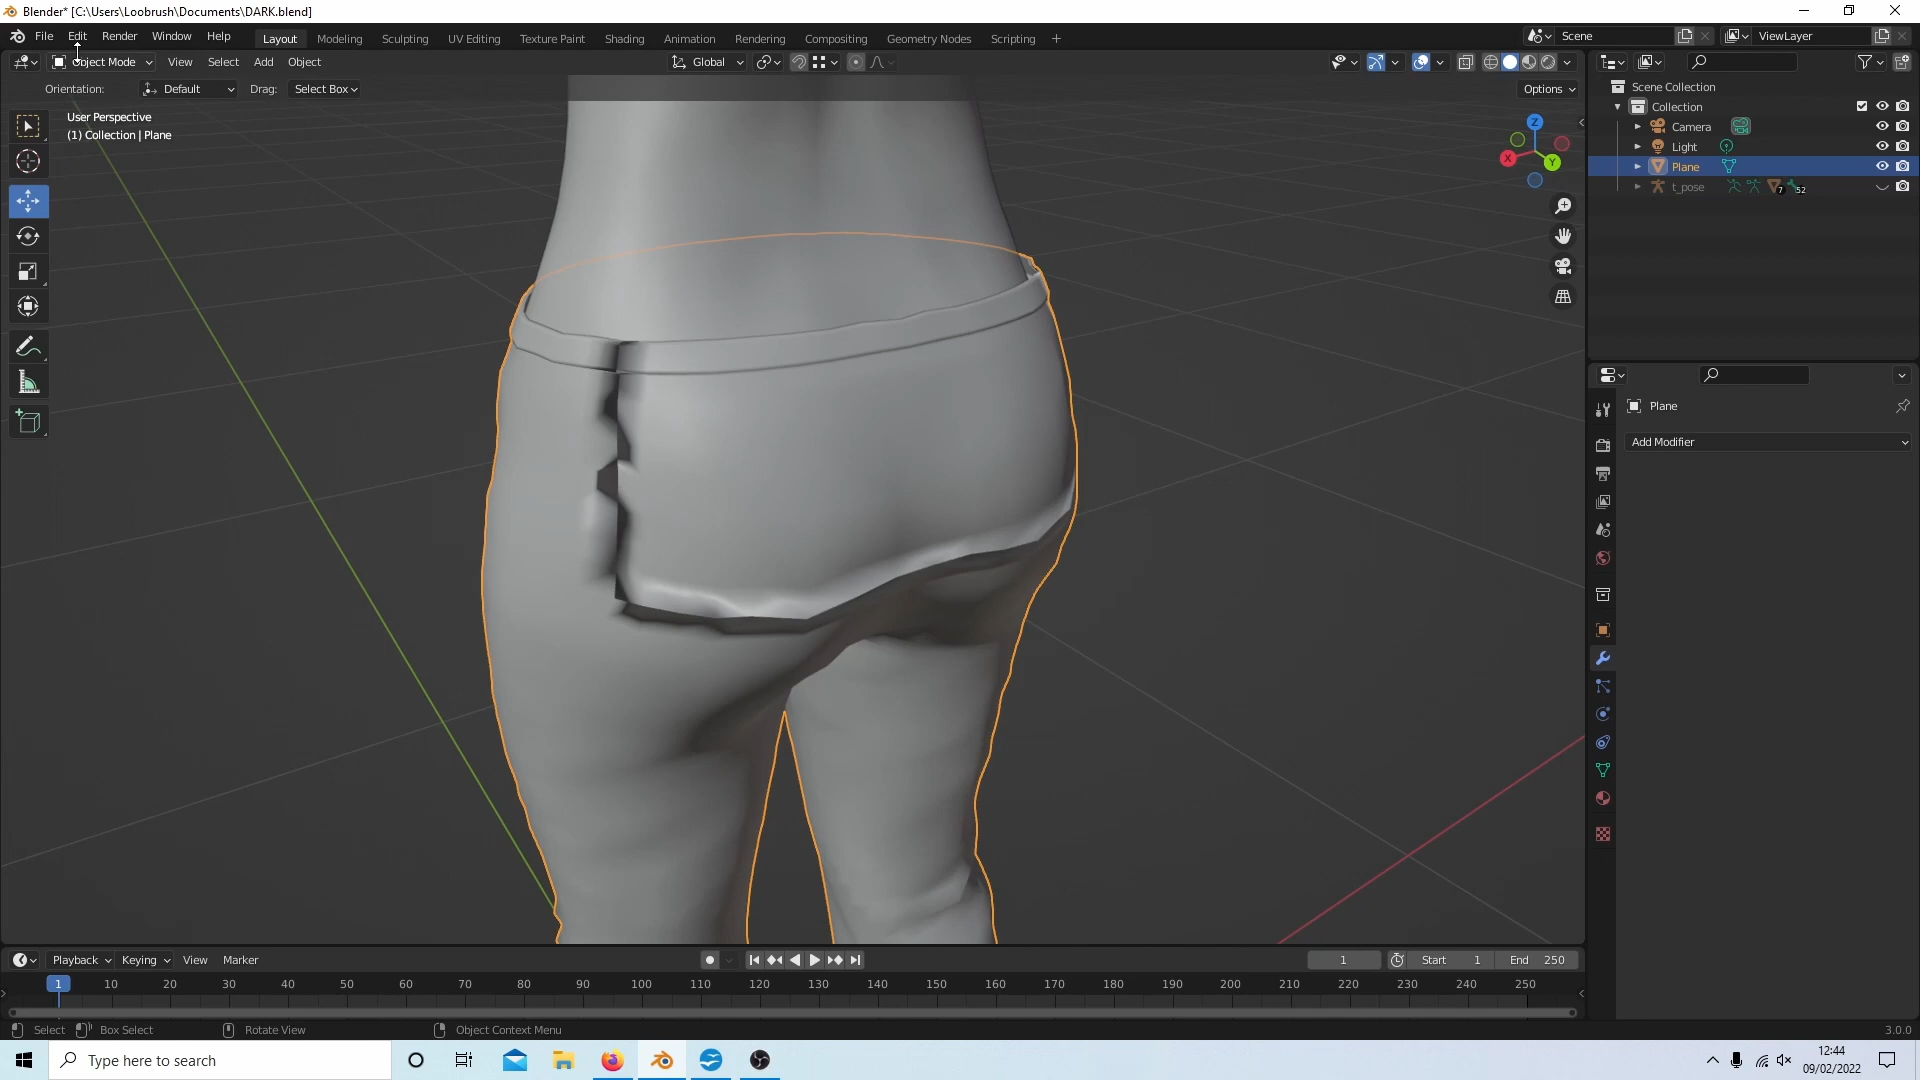 Blender* [C:\Users\Loobrush\Documents\DARK.blend]
File Edit Render Window Help Layout Modeling Sculpting UV Editing Texture Paint Shading Animation Rendering Compositing Geometry Nodes Scripting + Scene ViewLayer
Object Mode View Select Add Object Global
Orientation: Default Drag: Select Box Options
User Perspective
(1) Collection | Plane
Z
X
Y
Scene Collection
Collection
Camera
Light
Plane
t_pose 7 52
Plane
Add Modifier
Playback Keying View Marker 1 Start 1 End 250
1 10 20 30 40 50 60 70 80 90 100 110 120 130 140 150 160 170 180 190 200 210 220 230 240 250
Select Box Select Rotate View Object Context Menu 3.0.0
Type here to search
12:44
09/02/2022